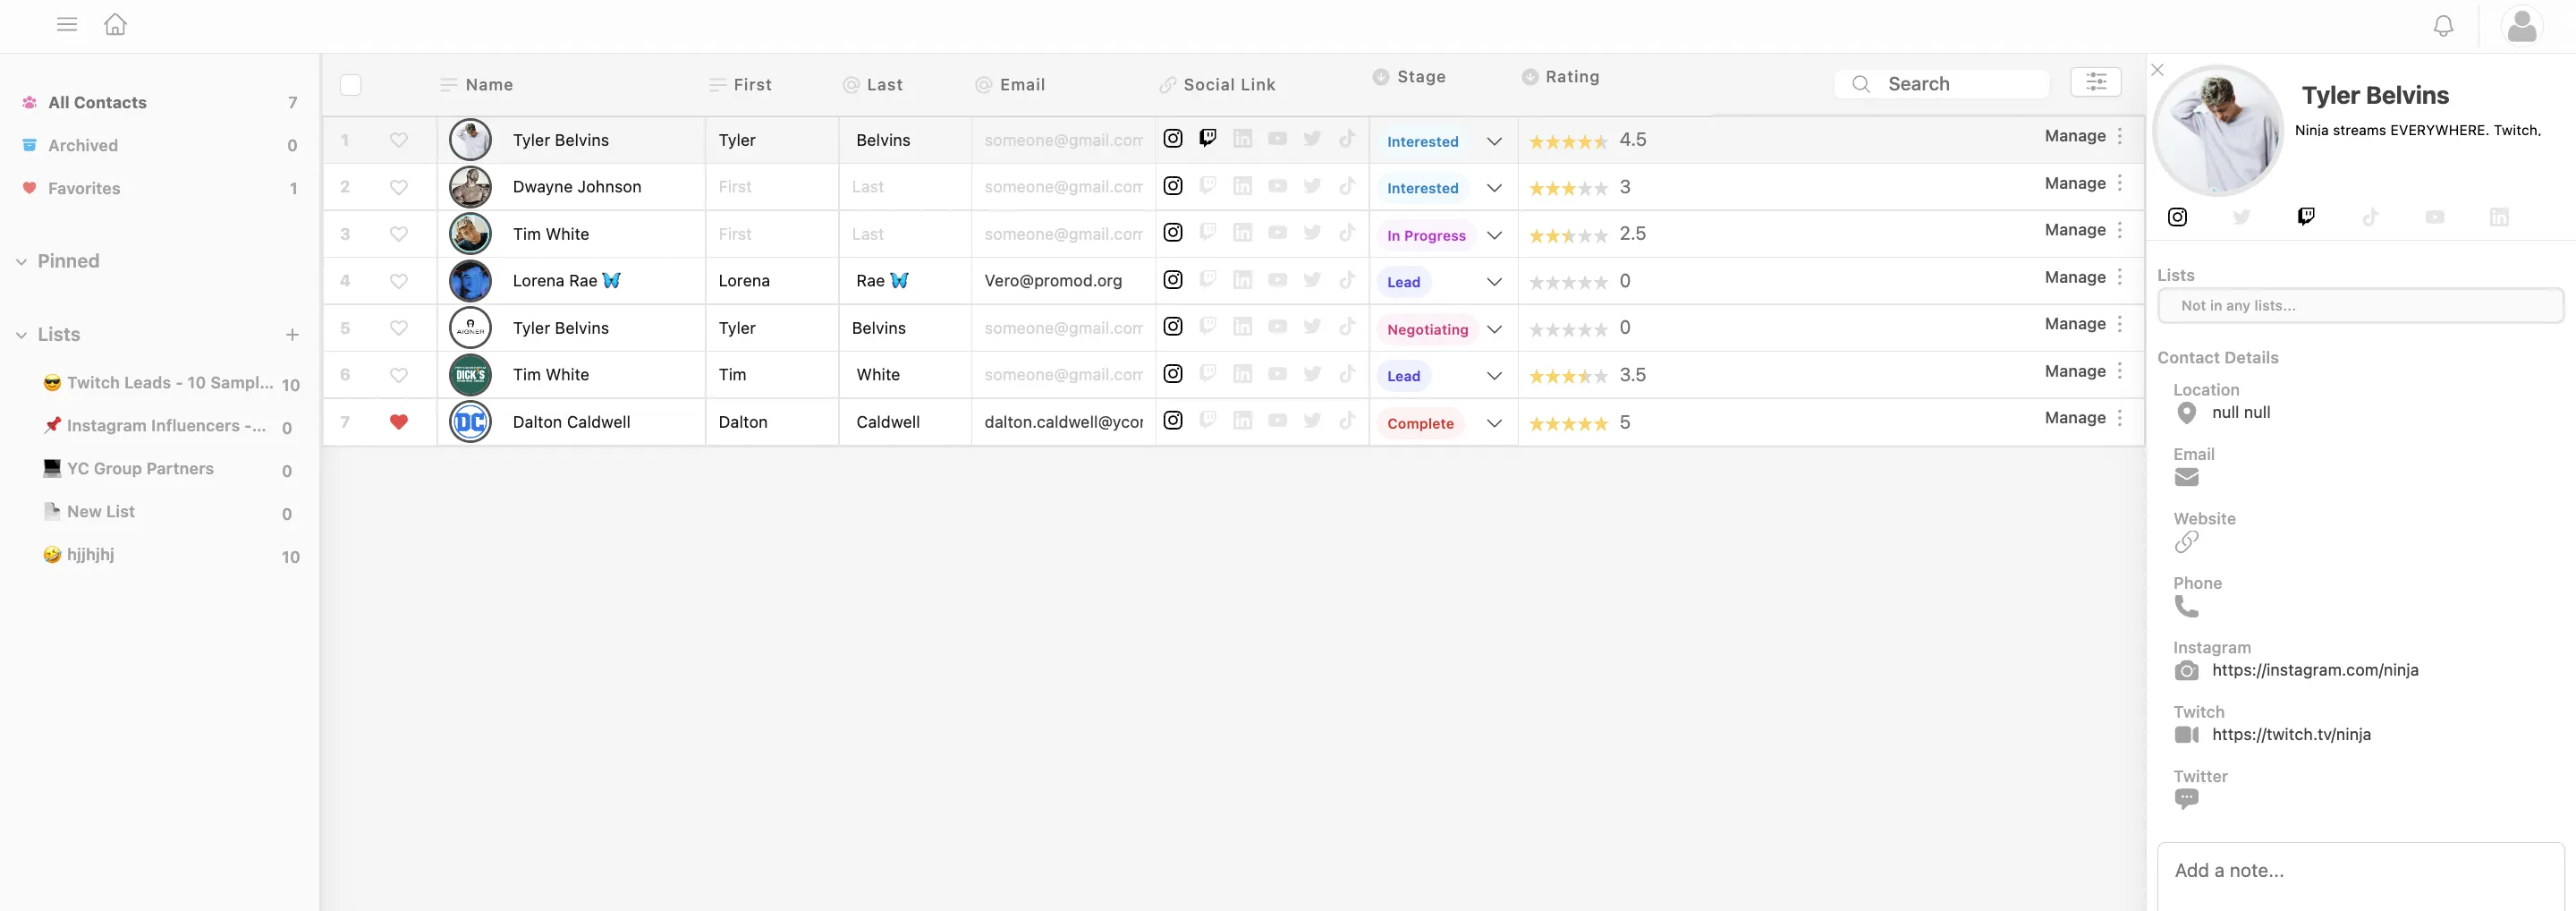 Name First Last Email Social Link Stage Rating Search
All Contacts 7
Archived 0
Favorites 1
Pinned
Lists
Twitch Leads - 10 Sampl... 10
Instagram Influencers -... 0
YC Group Partners 0
New List 0
hjjhjhj 10
1 Tyler Belvins Tyler Belvins someone@gmail.com Interested 4.5 Manage
2 Dwayne Johnson First Last someone@gmail.com Interested 3 Manage
3 Tim White First Last someone@gmail.com In Progress 2.5 Manage
4 Lorena Rae 🦋 Lorena Rae 🦋 Vero@promod.org Lead 0 Manage
5 AIGNER Tyler Belvins Tyler Belvins someone@gmail.com Negotiating 0 Manage
6 DICK'S Tim White Tim White someone@gmail.com Lead 3.5 Manage
7 DC Dalton Caldwell Dalton Caldwell dalton.caldwell@ycor Complete 5 Manage
Tyler Belvins
Ninja streams EVERYWHERE. Twitch,
Lists
Not in any lists...
Contact Details
Location
null null
Email
Website
Phone
Instagram
https://instagram.com/ninja
Twitch
https://twitch.tv/ninja
Twitter
Add a note...